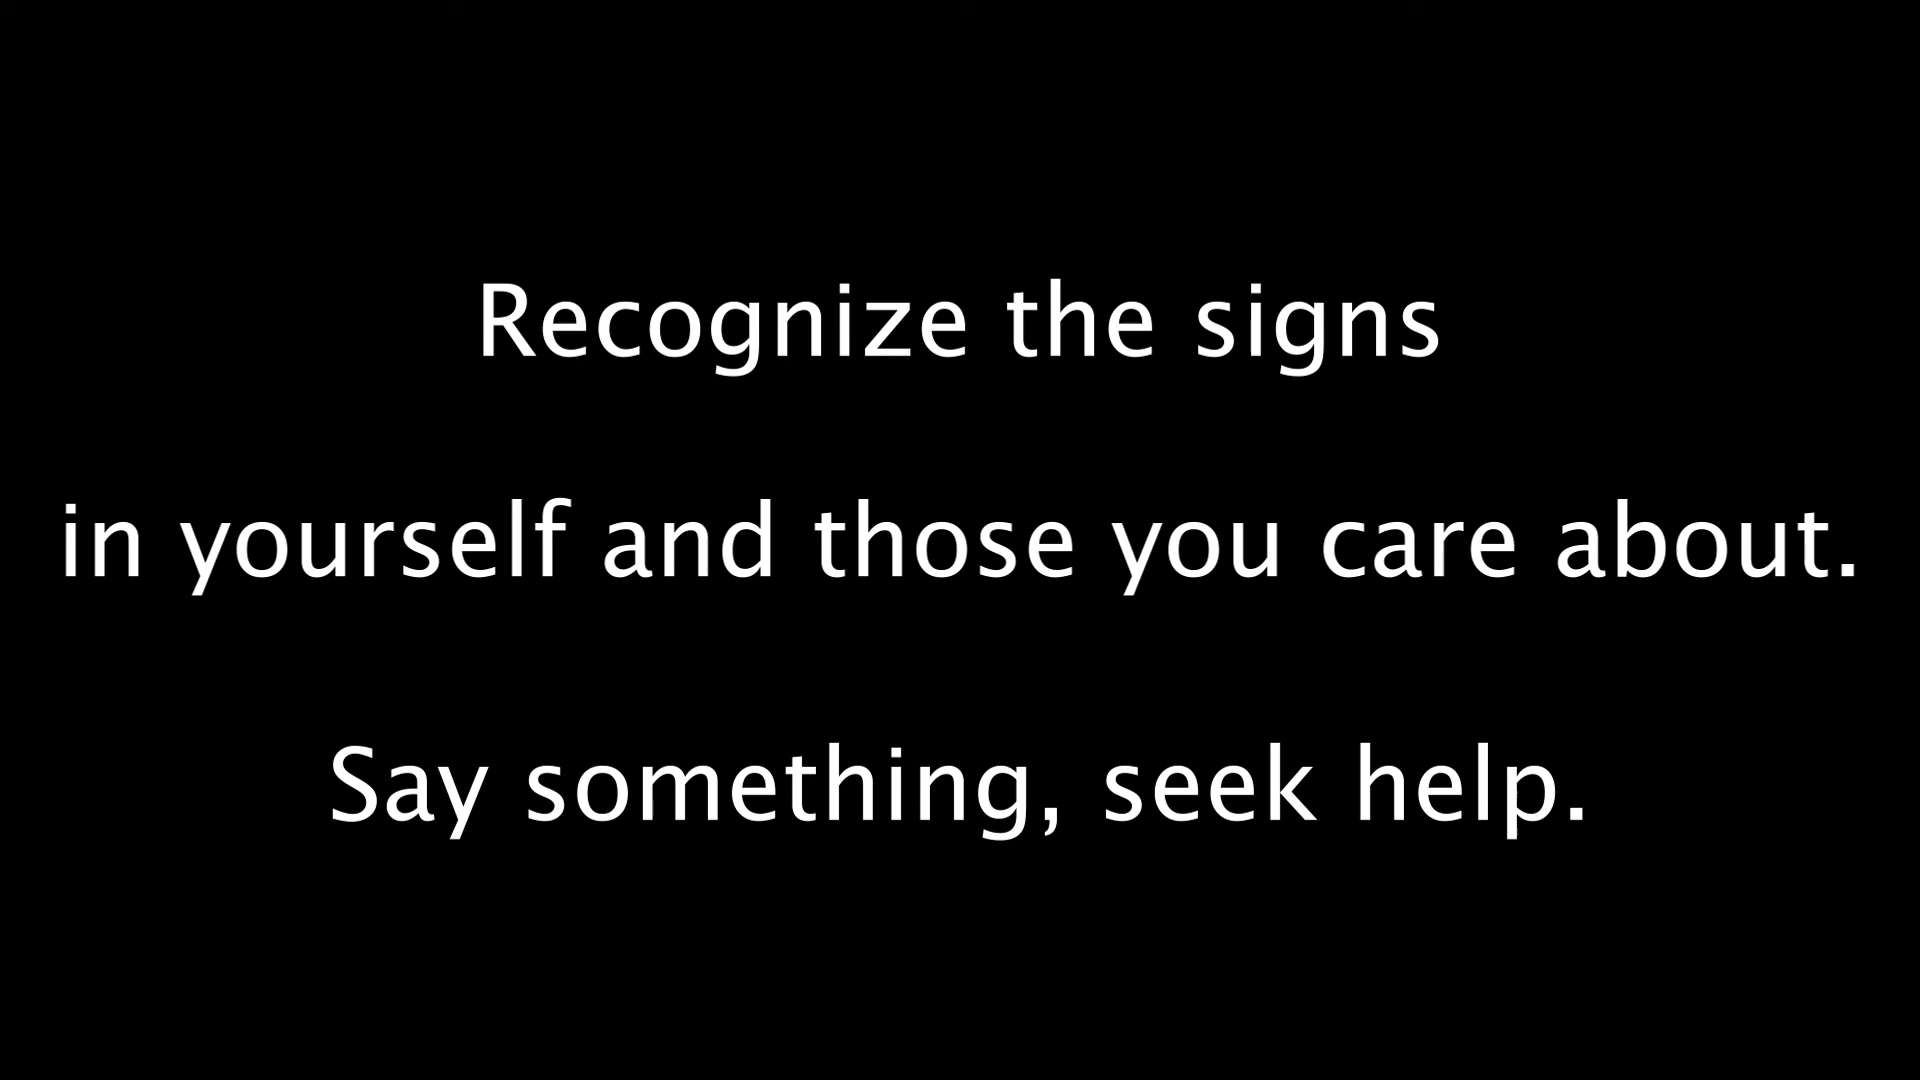 Recognize the signs
in yourself and those you care about.
Say something, seek help.